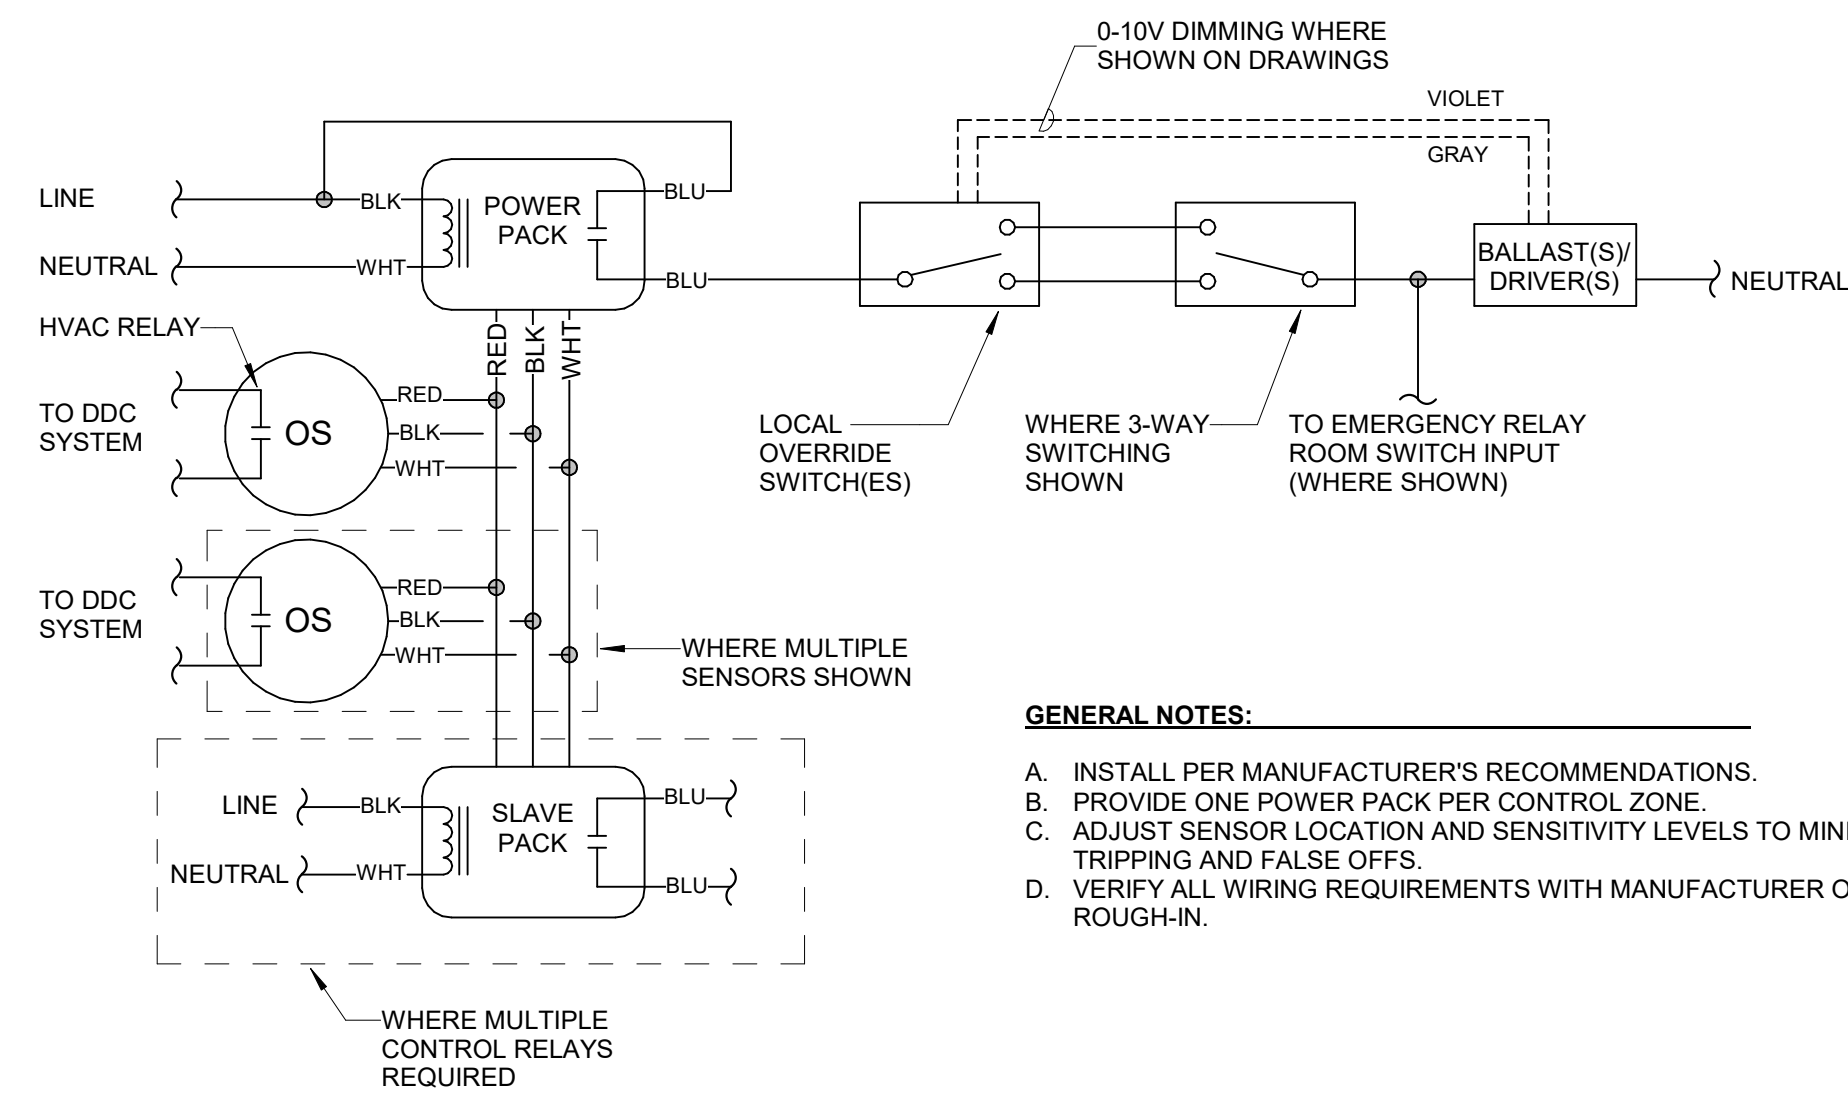 0-10V DIMMING WHERE
SHOWN ON DRAWINGS
VIOLET
GRAY
LINE
BLK
POWER
PACK
BLU
NEUTRAL
WHT
BLU
BALLAST(S)/
DRIVER(S)
NEUTRAL
HVAC RELAY
RED
BLK
WHT
TO DDC
SYSTEM
OS
RED
BLK
WHT
LOCAL
OVERRIDE
SWITCH(ES)
WHERE 3-WAY
SWITCHING
SHOWN
TO EMERGENCY RELAY
ROOM SWITCH INPUT
(WHERE SHOWN)
TO DDC
SYSTEM
OS
RED
BLK
WHT
WHERE MULTIPLE
SENSORS SHOWN
LINE
BLK
SLAVE
PACK
BLU
NEUTRAL
WHT
BLU
WHERE MULTIPLE
CONTROL RELAYS
REQUIRED
GENERAL NOTES:
A. INSTALL PER MANUFACTURER'S RECOMMENDATIONS.
B. PROVIDE ONE POWER PACK PER CONTROL ZONE.
C. ADJUST SENSOR LOCATION AND SENSITIVITY LEVELS TO
TRIPPING AND FALSE OFFS.
D. VERIFY ALL WIRING REQUIREMENTS WITH MANUFACTURER
ROUGH-IN.